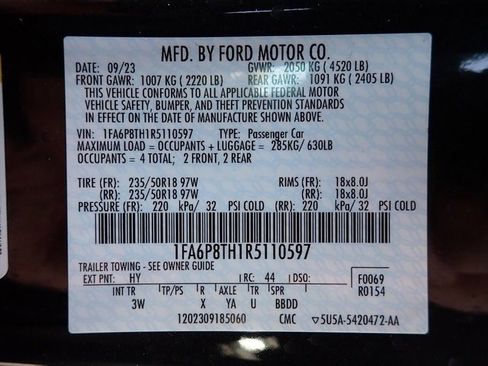 MFD. BY FORD MOTOR CO.
DATE: 09/23 GVWR: 2050 KG ( 4520 LB)
FRONT GAWR: 1007 KG ( 2220 LB) REAR GAWR: 1091 KG ( 2405 LB)
THIS VEHICLE CONFORMS TO ALL APPLICABLE FEDERAL MOTOR
VEHICLE SAFETY, BUMPER, AND THEFT PREVENTION STANDARDS
IN EFFECT ON THE DATE OF MANUFACTURE SHOWN ABOVE.
VIN: 1FA6P8TH1R5110597 TYPE: Passenger Car
MAXIMUM LOAD = OCCUPANTS + LUGGAGE = 285KG/ 630LB
OCCUPANTS = 4 TOTAL; 2 FRONT, 2 REAR
TIRE (FR): 235/50R18 97W RIMS (FR): 18x8.0J
(RR): 235/50R18 97W (RR): 18x8.0J
PRESSURE (FR): 220 kPa/ 32 PSI COLD (RR): 220 kPa/ 32 PSI COLD
1FA6P8TH1R5110597
TRAILER TOWING - SEE OWNER GUIDE
EXT PNT: HY RC: 44 DSO: F0069
INT TR TP/PS R AXLE TR SPR R0154
3W X YA U BBDD
1202309185060 CMC ▽5U5A-5420472-AA